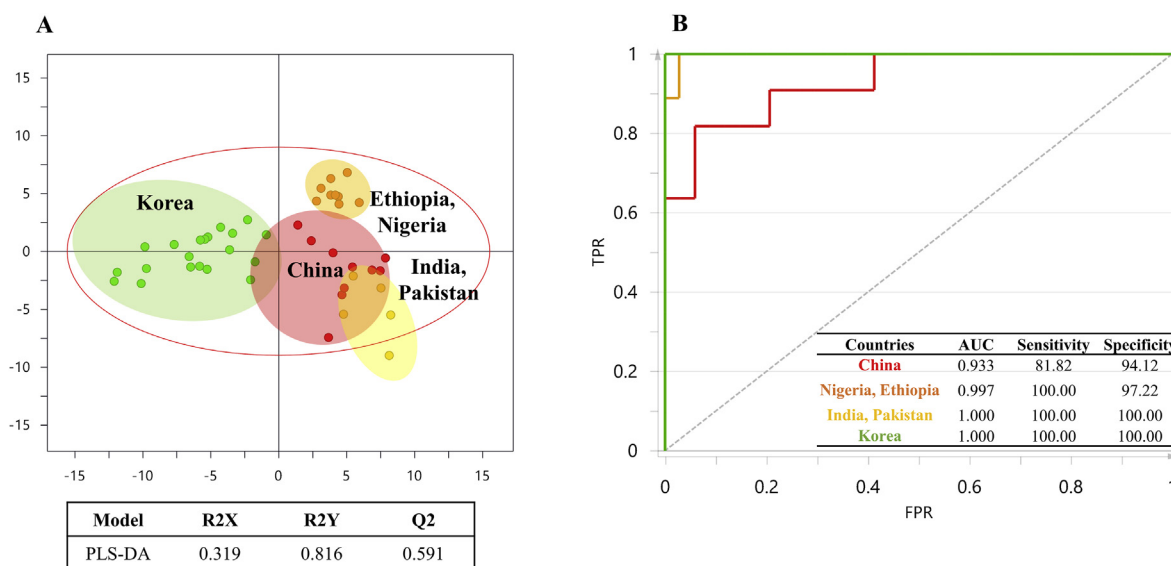 A
15
10
5
0
-5
-10
-15
-15
-10
-5
0
5
10
15
Korea
Ethiopia,
Nigeria
China
India,
Pakistan
Model R2X R2Y Q2
PLS-DA 0.319 0.816 0.591
B
1
0.8
0.6
0.4
0.2
0
TPR
0
0.2
0.4
0.6
0.8
1
FPR
Countries AUC Sensitivity Specificity
China 0.933 81.82 94.12
Nigeria, Ethiopia 0.997 100.00 97.22
India, Pakistan 1.000 100.00 100.00
Korea 1.000 100.00 100.00